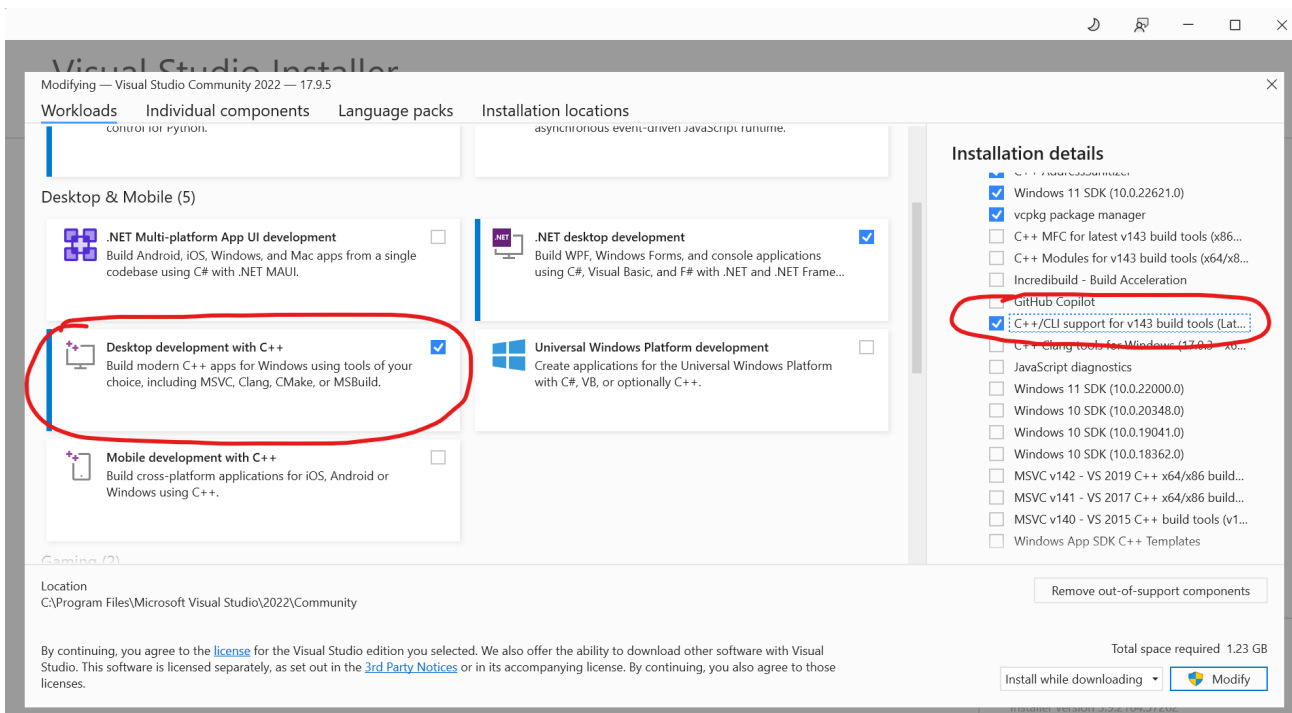 Visual Studio Installer
Modifying — Visual Studio Community 2022 — 17.9.5
Workloads Individual components Language packs Installation locations
control for Python.
asynchronous event-driven JavaScript runtime.
Desktop & Mobile (5)
.NET Multi-platform App UI development
Build Android, iOS, Windows, and Mac apps from a single
codebase using C# with .NET MAUI.
.NET
.NET desktop development
Build WPF, Windows Forms, and console applications
using C#, Visual Basic, and F# with .NET and .NET Frame...
Desktop development with C++
Build modern C++ apps for Windows using tools of your
choice, including MSVC, Clang, CMake, or MSBuild.
Universal Windows Platform development
Create applications for the Universal Windows Platform
with C#, VB, or optionally C++.
Mobile development with C++
Build cross-platform applications for iOS, Android or
Windows using C++.
Gaming (2)
Installation details
C++ AddressSanitizer
Windows 11 SDK (10.0.22621.0)
vcpkg package manager
C++ MFC for latest v143 build tools (x86...
C++ Modules for v143 build tools (x64/x8...
Incredibuild - Build Acceleration
GitHub Copilot
C++/CLI support for v143 build tools (Lat...
C++ Clang tools for Windows (17.0.3 - x6...
JavaScript diagnostics
Windows 11 SDK (10.0.22000.0)
Windows 10 SDK (10.0.20348.0)
Windows 10 SDK (10.0.19041.0)
Windows 10 SDK (10.0.18362.0)
MSVC v142 - VS 2019 C++ x64/x86 build...
MSVC v141 - VS 2017 C++ x64/x86 build...
MSVC v140 - VS 2015 C++ build tools (v1...
Windows App SDK C++ Templates
Location
C:\Program Files\Microsoft Visual Studio\2022\Community
Remove out-of-support components
By continuing, you agree to the license for the Visual Studio edition you selected. We also offer the ability to download other software with Visual
Studio. This software is licensed separately, as set out in the 3rd Party Notices or in its accompanying license. By continuing, you also agree to those
licenses.
Total space required 1.23 GB
Install while downloading Modify